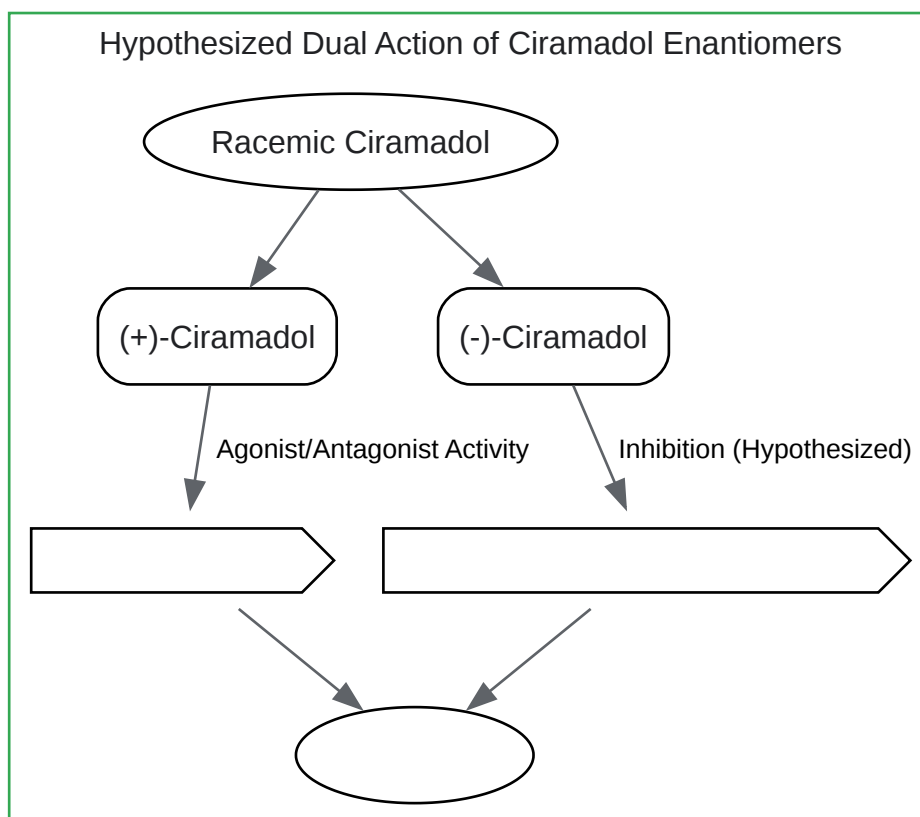 Hypothesized Dual Action of Ciramadol Enantiomers
Racemic Ciramadol
(+)-Ciramadol
(-)-Ciramadol
Agonist/Antagonist Activity
Inhibition (Hypothesized)